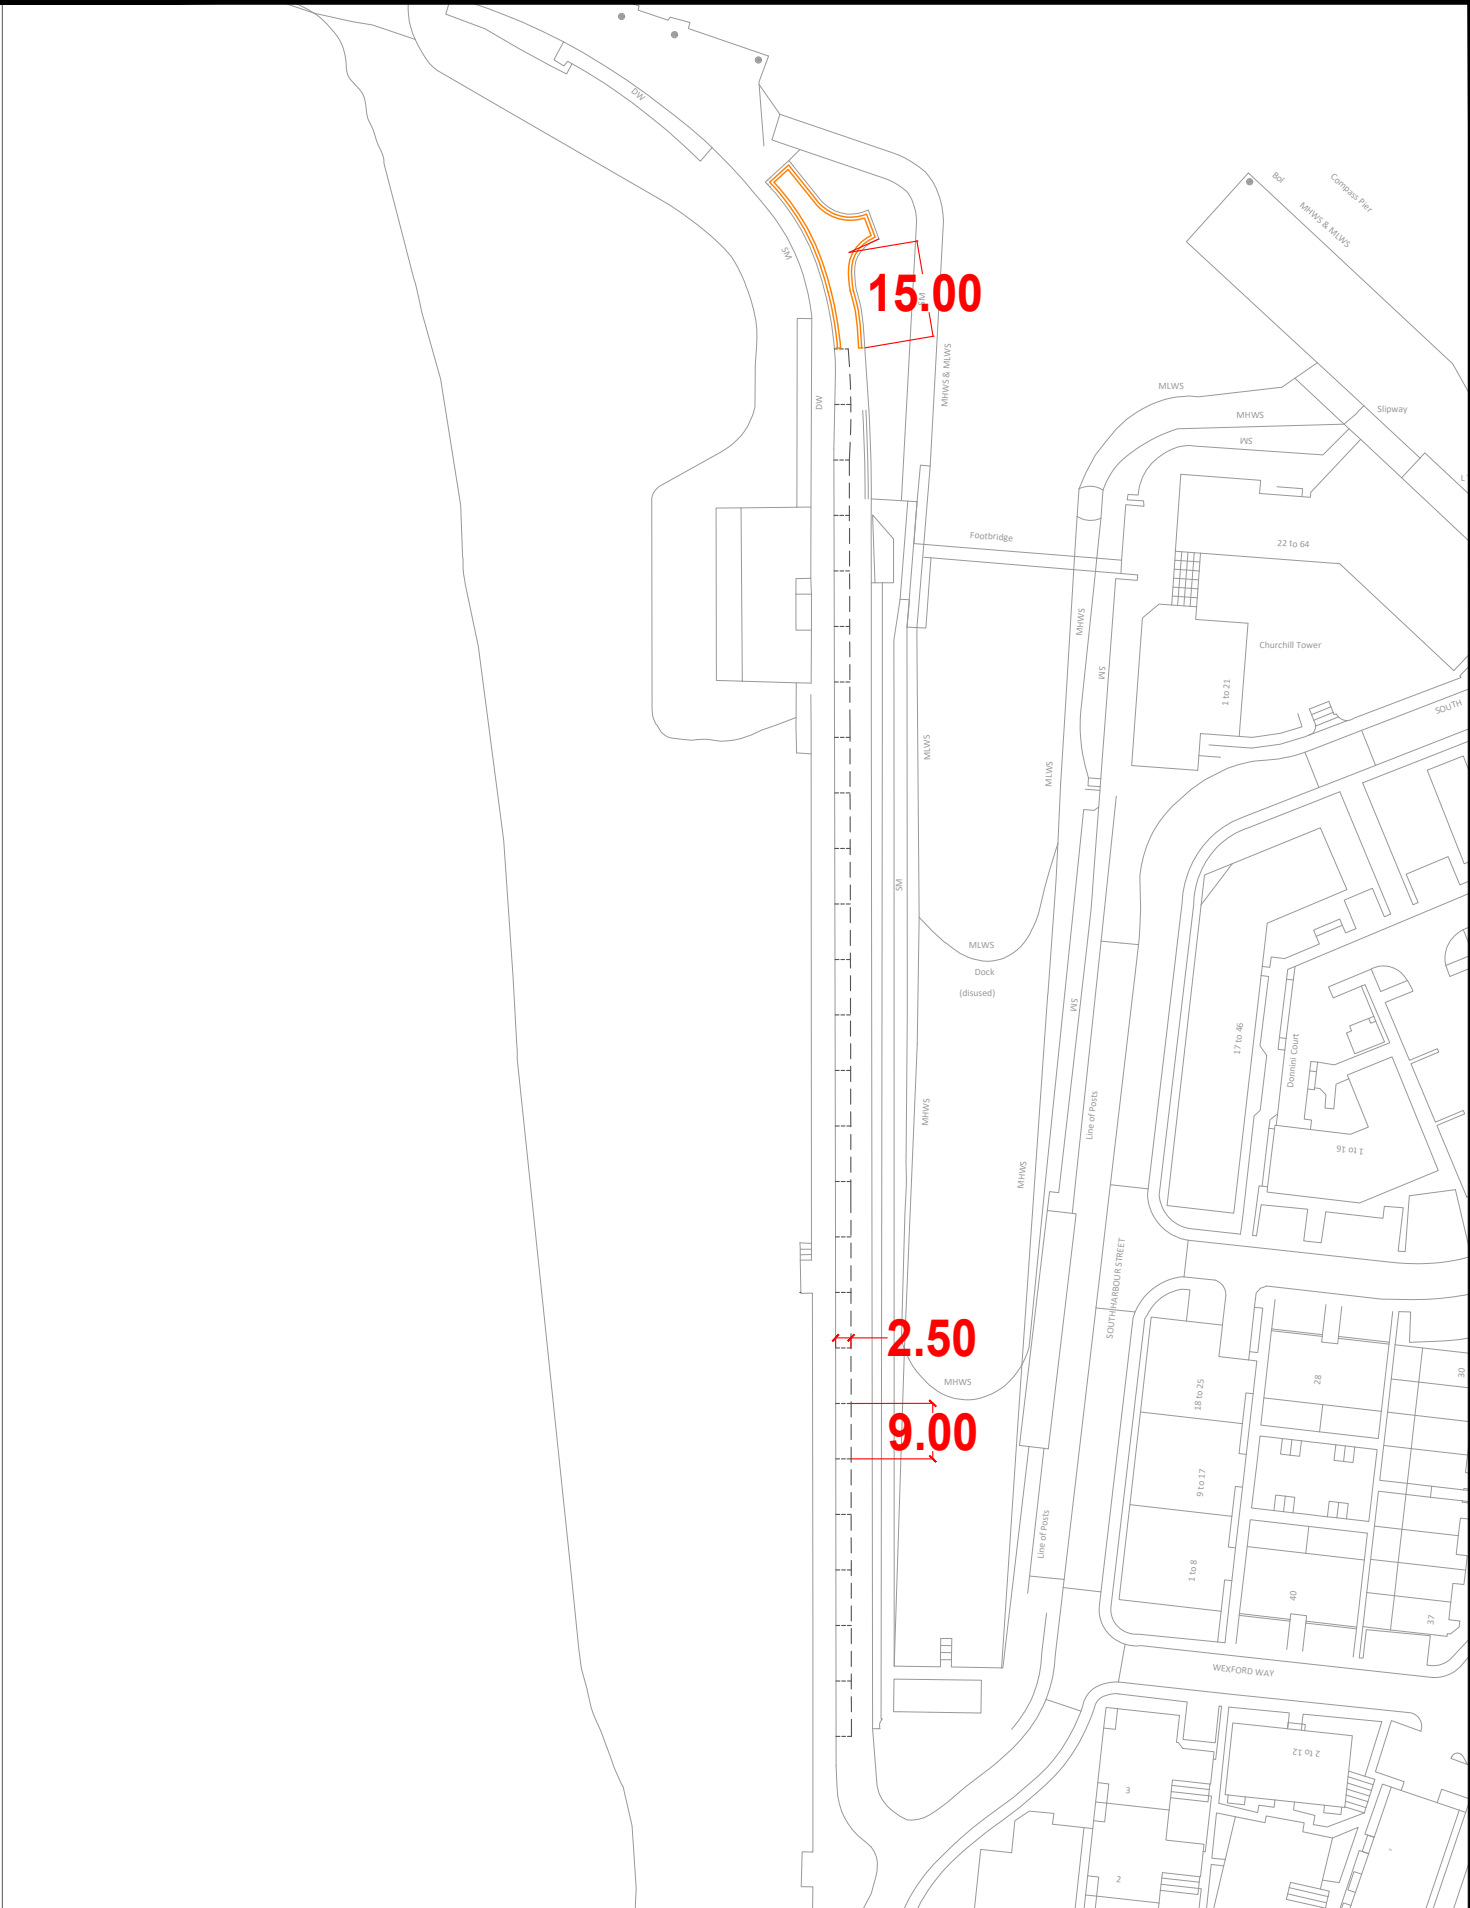 DW
Bol
Compass Pier
MHWS & MLWS
SM
15.00
SM
MHWS & MLWS
DW
MLWS
MHWS
SM
Slipway
L
Footbridge
22 to 64
MHWS
SM
Churchill Tower
1 to 21
SOUTH
MLWS
MLWS
SM
MLWS
Dock
(disused)
SM
17 to 46
Donnini Court
Line of Posts
MHWS
1 to 16
MHWS
SOUTH HARBOUR STREET
2.50
MHWS
28
30
18 to 25
9.00
9 to 17
Line of Posts
1 to 8
40
37
WEXFORD WAY
2 to 12
3
2